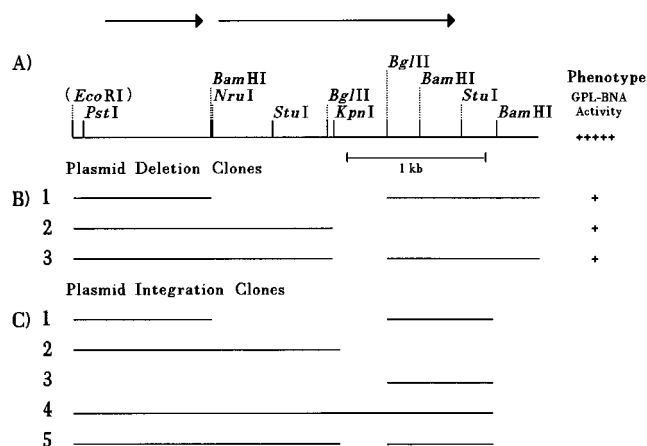 A)
(EcoRI)
PstI
BamHI
NruI
StuI
BglII
KpnI
BglII
BamHI
StuI
BamHI
Phenotype
GPL-BNA
Activity
+++++
1 kb
Plasmid Deletion Clones
B) 1 +
2 +
3 +
Plasmid Integration Clones
C) 1
2
3
4
5